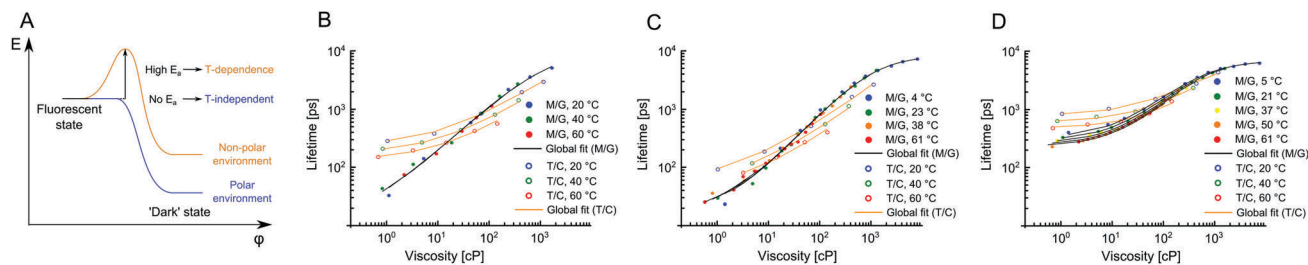 A
E
High Ea
T-dependence
No Ea
T-independent
Fluorescent
state
Non-polar
environment
Polar
environment
'Dark' state
φ
B
Lifetime [ps]
10⁴
10³
10²
10⁰
10¹
10²
10³
Viscosity [cP]
M/G, 20 °C
M/G, 40 °C
M/G, 60 °C
Global fit (M/G)
T/C, 20 °C
T/C, 40 °C
T/C, 60 °C
Global fit (T/C)
C
Lifetime [ps]
10⁴
10³
10²
10⁰
10¹
10²
10³
10⁴
Viscosity [cP]
M/G, 4 °C
M/G, 23 °C
M/G, 38 °C
M/G, 61 °C
Global fit (M/G)
T/C, 20 °C
T/C, 40 °C
T/C, 60 °C
Global fit (T/C)
D
Lifetime [ps]
10⁴
10³
10²
10⁰
10¹
10²
10³
10⁴
Viscosity [cP]
M/G, 5 °C
M/G, 21 °C
M/G, 37 °C
M/G, 50 °C
M/G, 61 °C
Global fit (M/G)
T/C, 20 °C
T/C, 40 °C
T/C, 60 °C
Global fit (T/C)